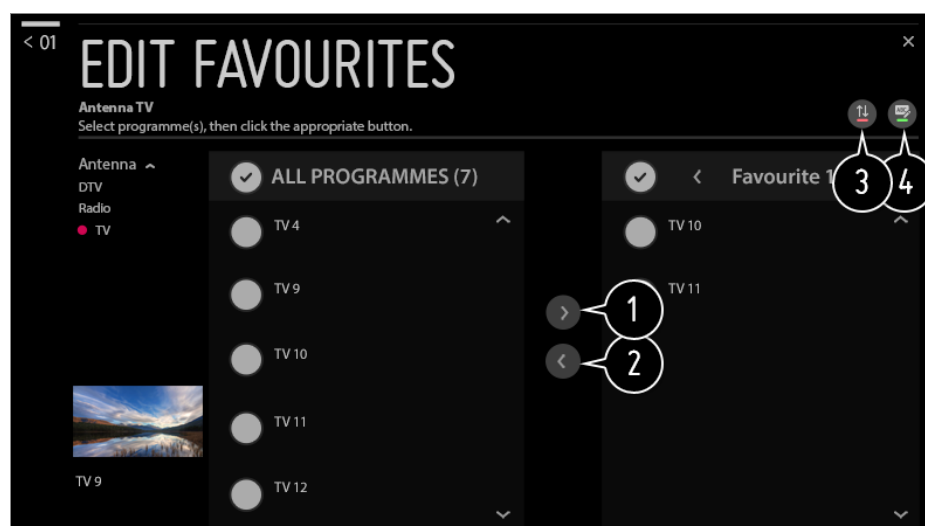 < 01
EDIT FAVOURITES
Antenna TV
Select programme(s), then click the appropriate button.
Antenna
DTV
Radio
TV
TV 9
ALL PROGRAMMES (7)
TV 4
TV 9
TV 10
TV 11
TV 12
Favourite 1
TV 10
TV 11
1
2
3
4